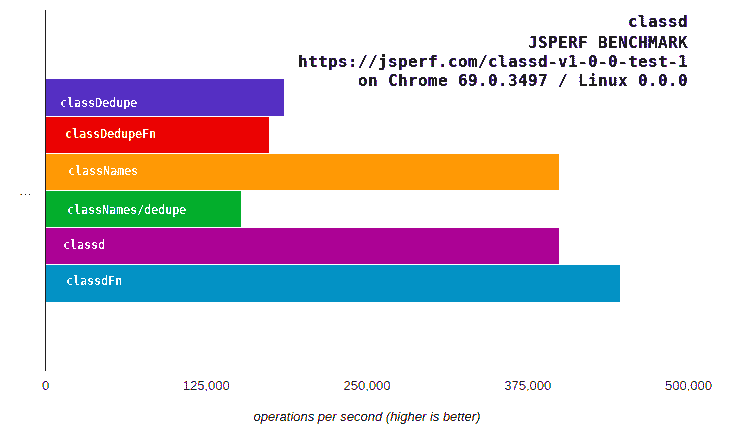 classd
JSPERF BENCHMARK
https://jsperf.com/classd-v1-0-0-test-1
on Chrome 69.0.3497 / Linux 0.0.0
classDedupe
classDedupeFn
classNames
...
classNames/dedupe
classd
classdFn
0 125,000 250,000 375,000 500,000
operations per second (higher is better)